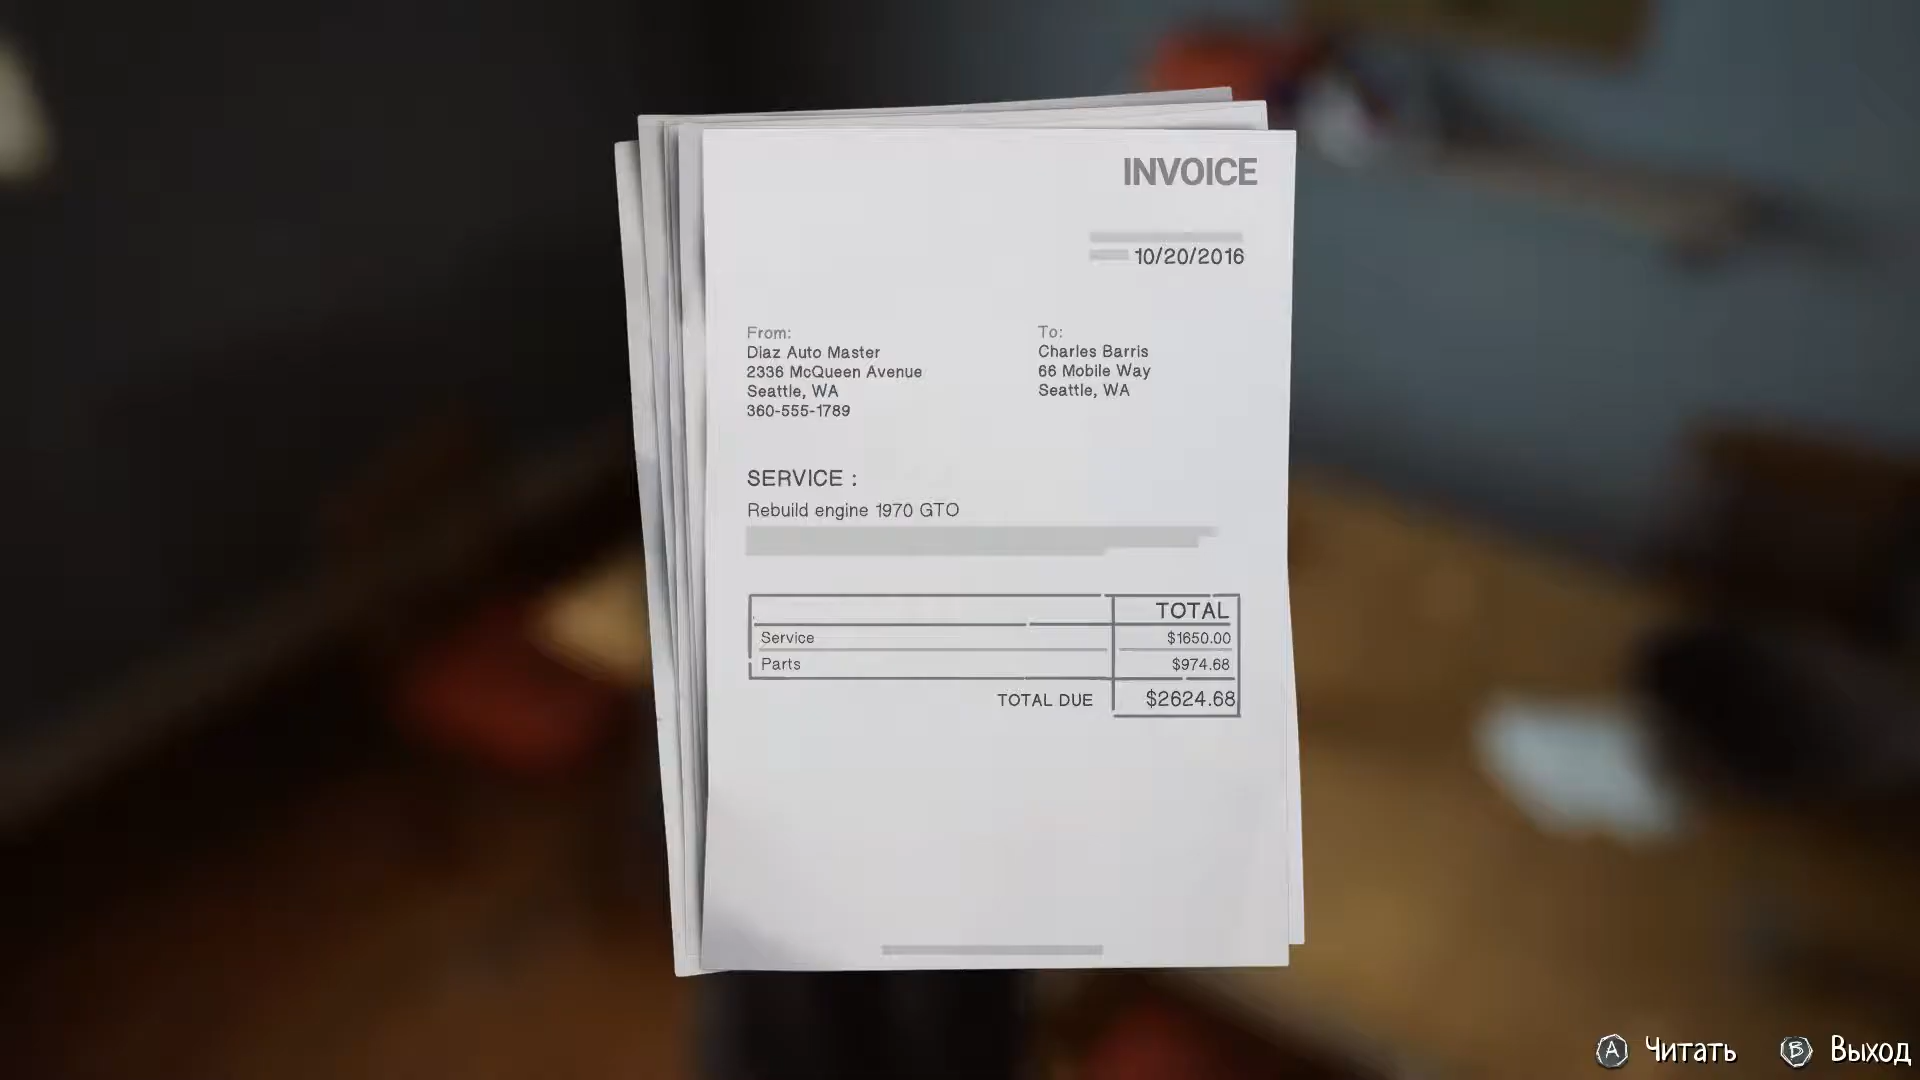 INVOICE
10/20/2016
From:
Diaz Auto Master
2336 McQueen Avenue
Seattle, WA
360-555-1789
To:
Charles Barris
66 Mobile Way
Seattle, WA
SERVICE :
Rebuild engine 1970 GTO
TOTAL
Service $1650.00
Parts $974.68
TOTAL DUE $2624.68
A Читать B Выход